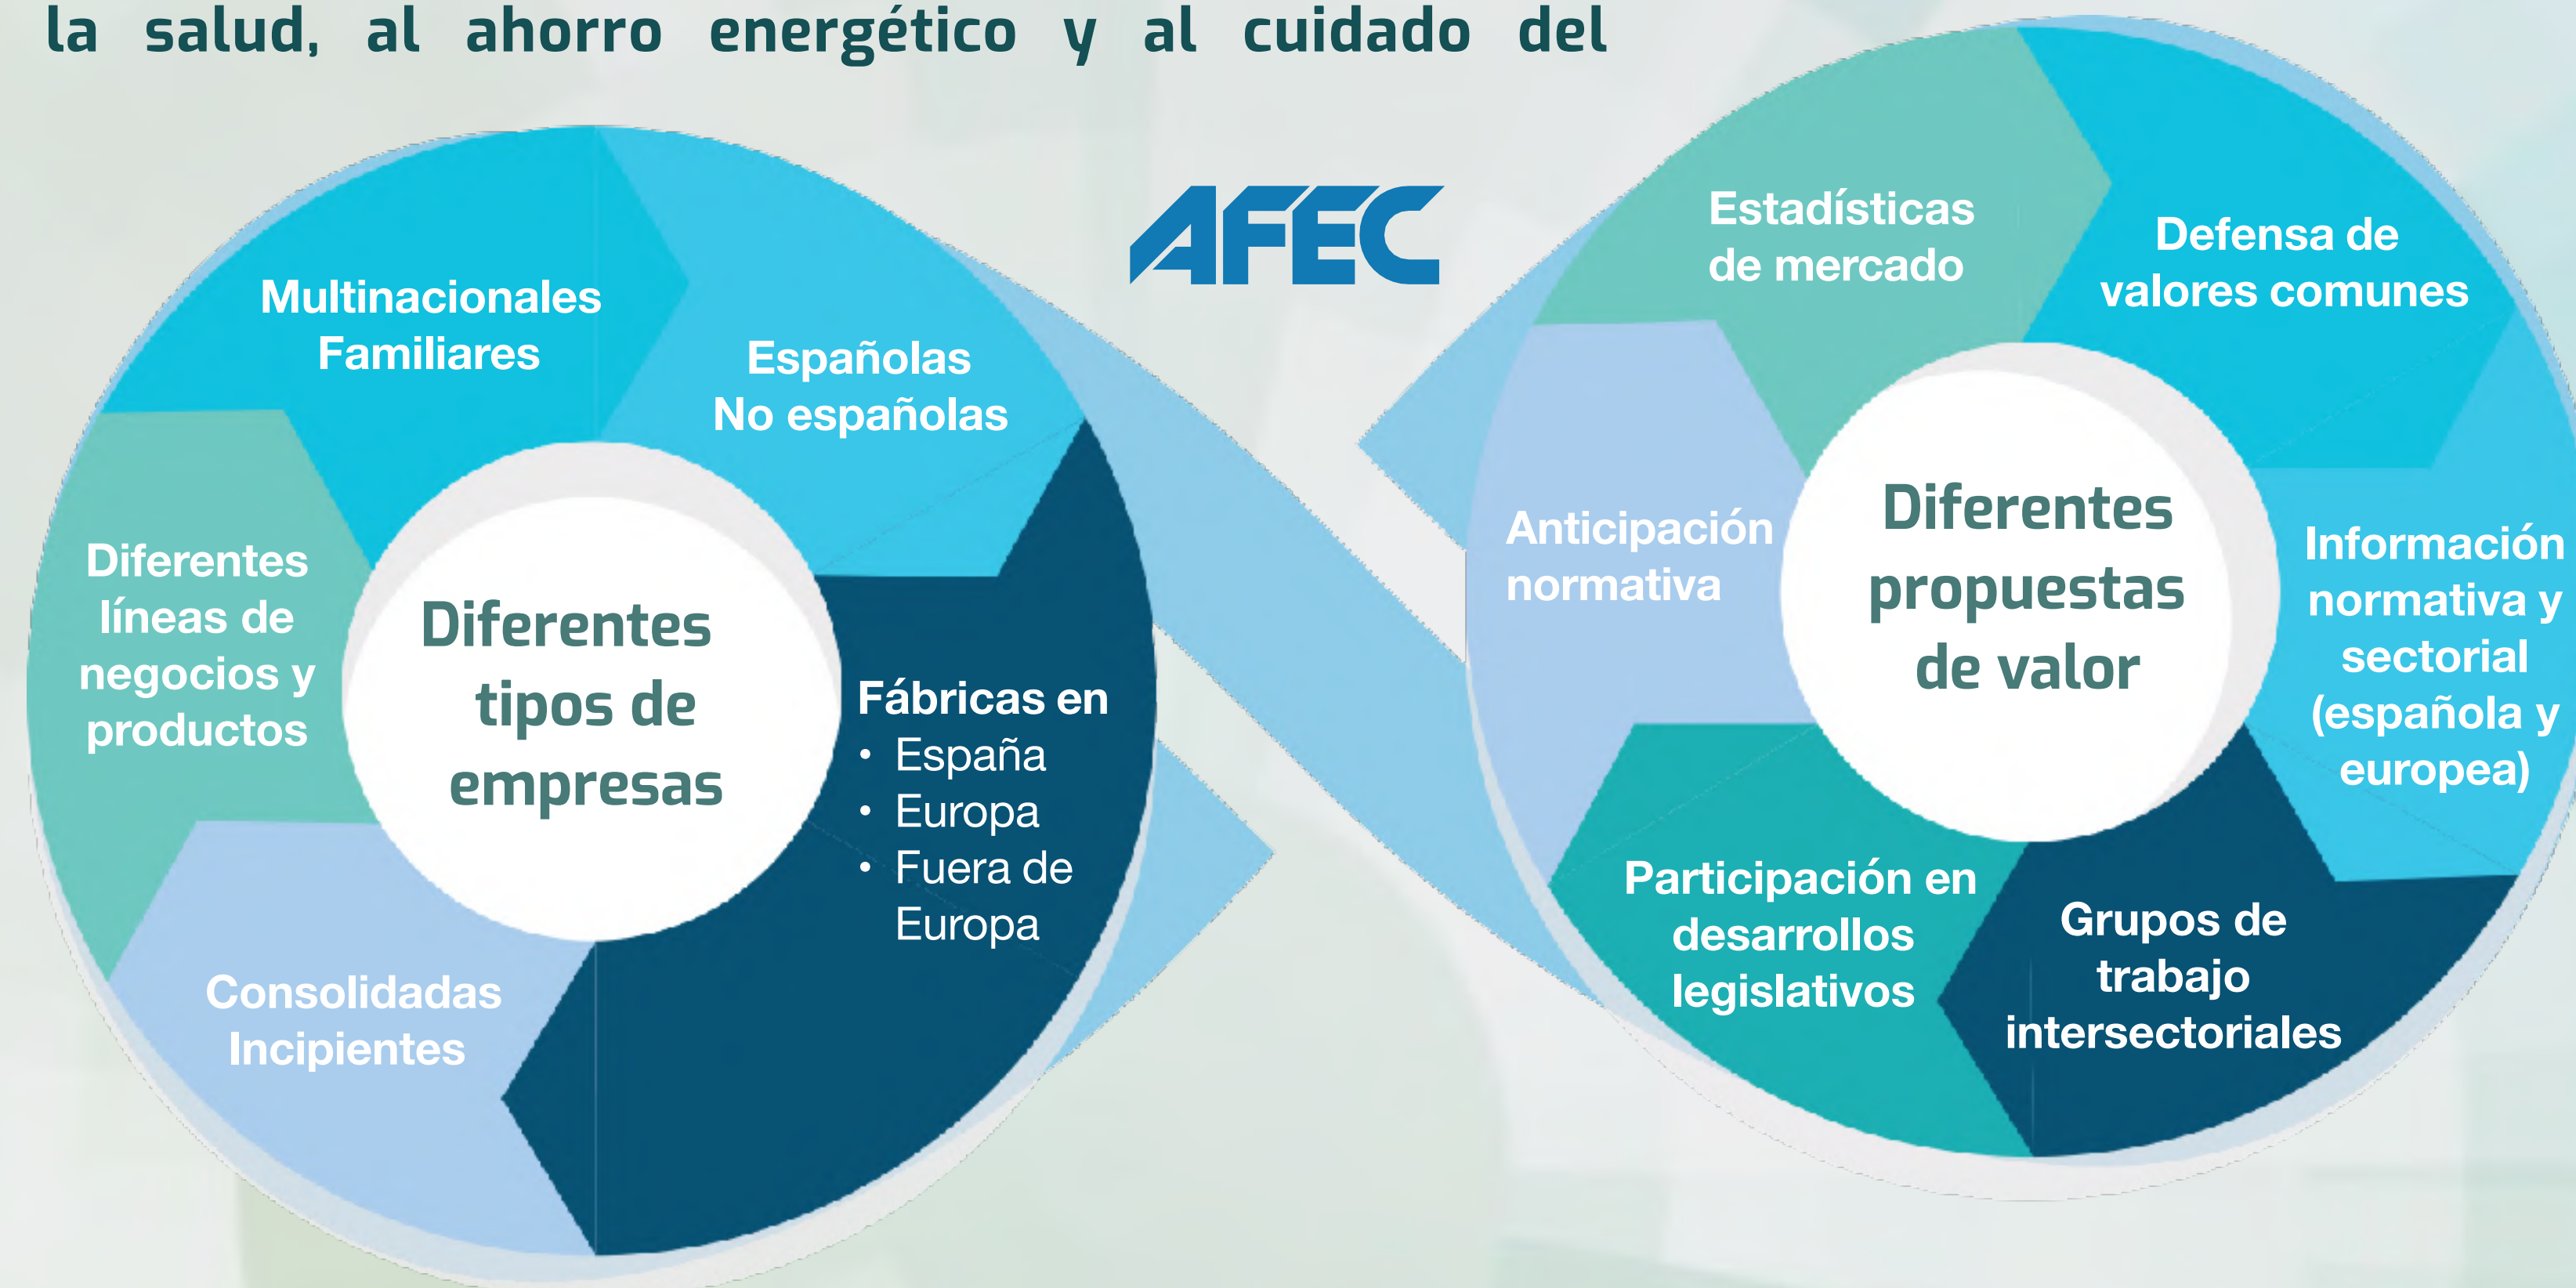 la salud, al ahorro energético y al cuidado del
AFEC
Multinacionales
Familiares
Españolas
No españolas
Fábricas en
• España
• Europa
• Fuera de
Europa
Consolidadas
Incipientes
Diferentes
líneas de
negocios y
productos
Diferentes
tipos de
empresas
Estadísticas
de mercado
Defensa de
valores comunes
Información
normativa y
sectorial
(española y
europea)
Grupos de
trabajo
intersectoriales
Participación en
desarrollos
legislativos
Anticipación
normativa
Diferentes
propuestas
de valor